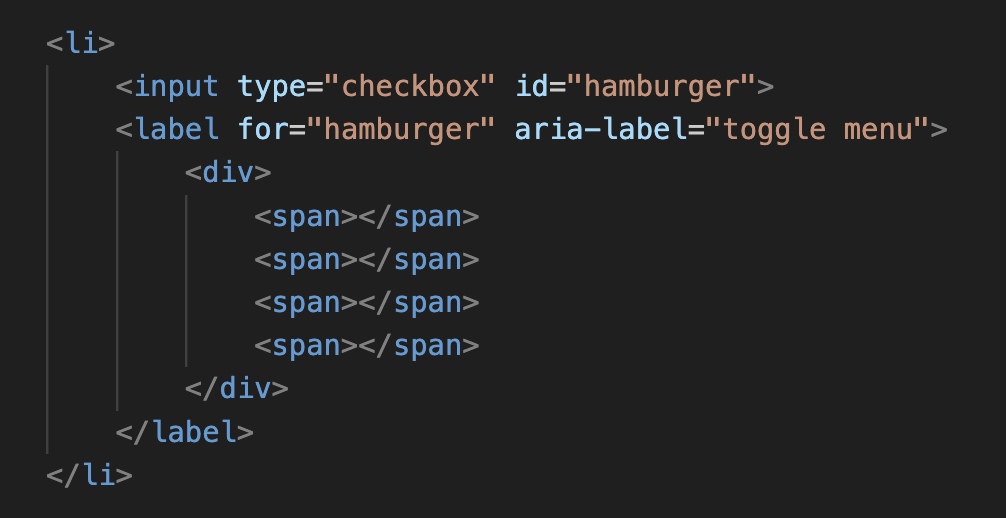 <li>
    <input type="checkbox" id="hamburger">
    <label for="hamburger" aria-label="toggle menu">
        <div>
            <span></span>
            <span></span>
            <span></span>
            <span></span>
        </div>
    </label>
</li>